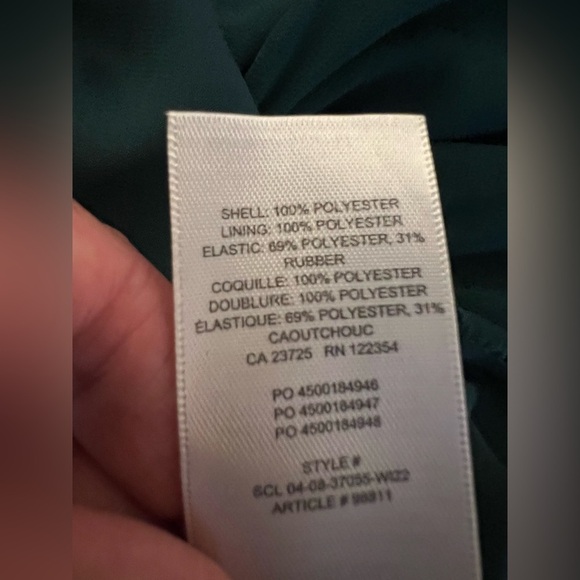 SHELL: 100% POLYESTER
LINING: 100% POLYESTER
ELASTIC: 69% POLYESTER, 31%
RUBBER
COQUILLE: 100% POLYESTER
DOUBLURE: 100% POLYESTER
ÉLASTIQUE: 69% POLYESTER, 31%
CAOUTCHOUC
CA 23725 RN 122354
PO 4500184946
PO 4500184947
PO 4500184948
STYLE #
SCL 04-08-37055-WI22
ARTICLE # 98811